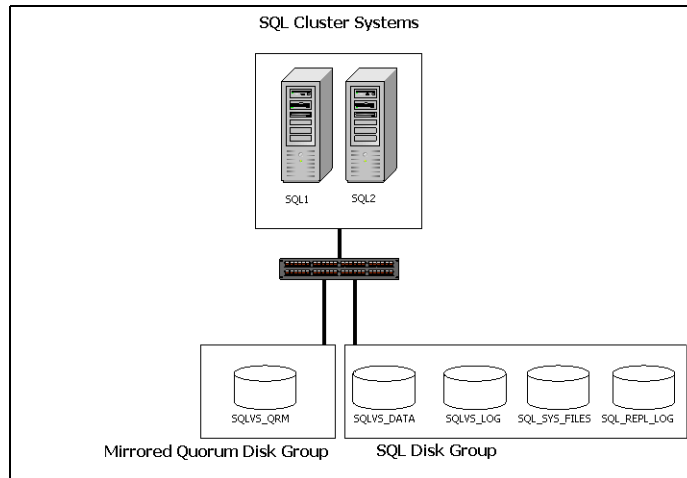 SQL Cluster Systems
SQL1 SQL2
SQLVS_QRM SQLVS_DATA SQLVS_LOG SQL_SYS_FILES SQL_REPL_LOG
Mirrored Quorum Disk Group SQL Disk Group